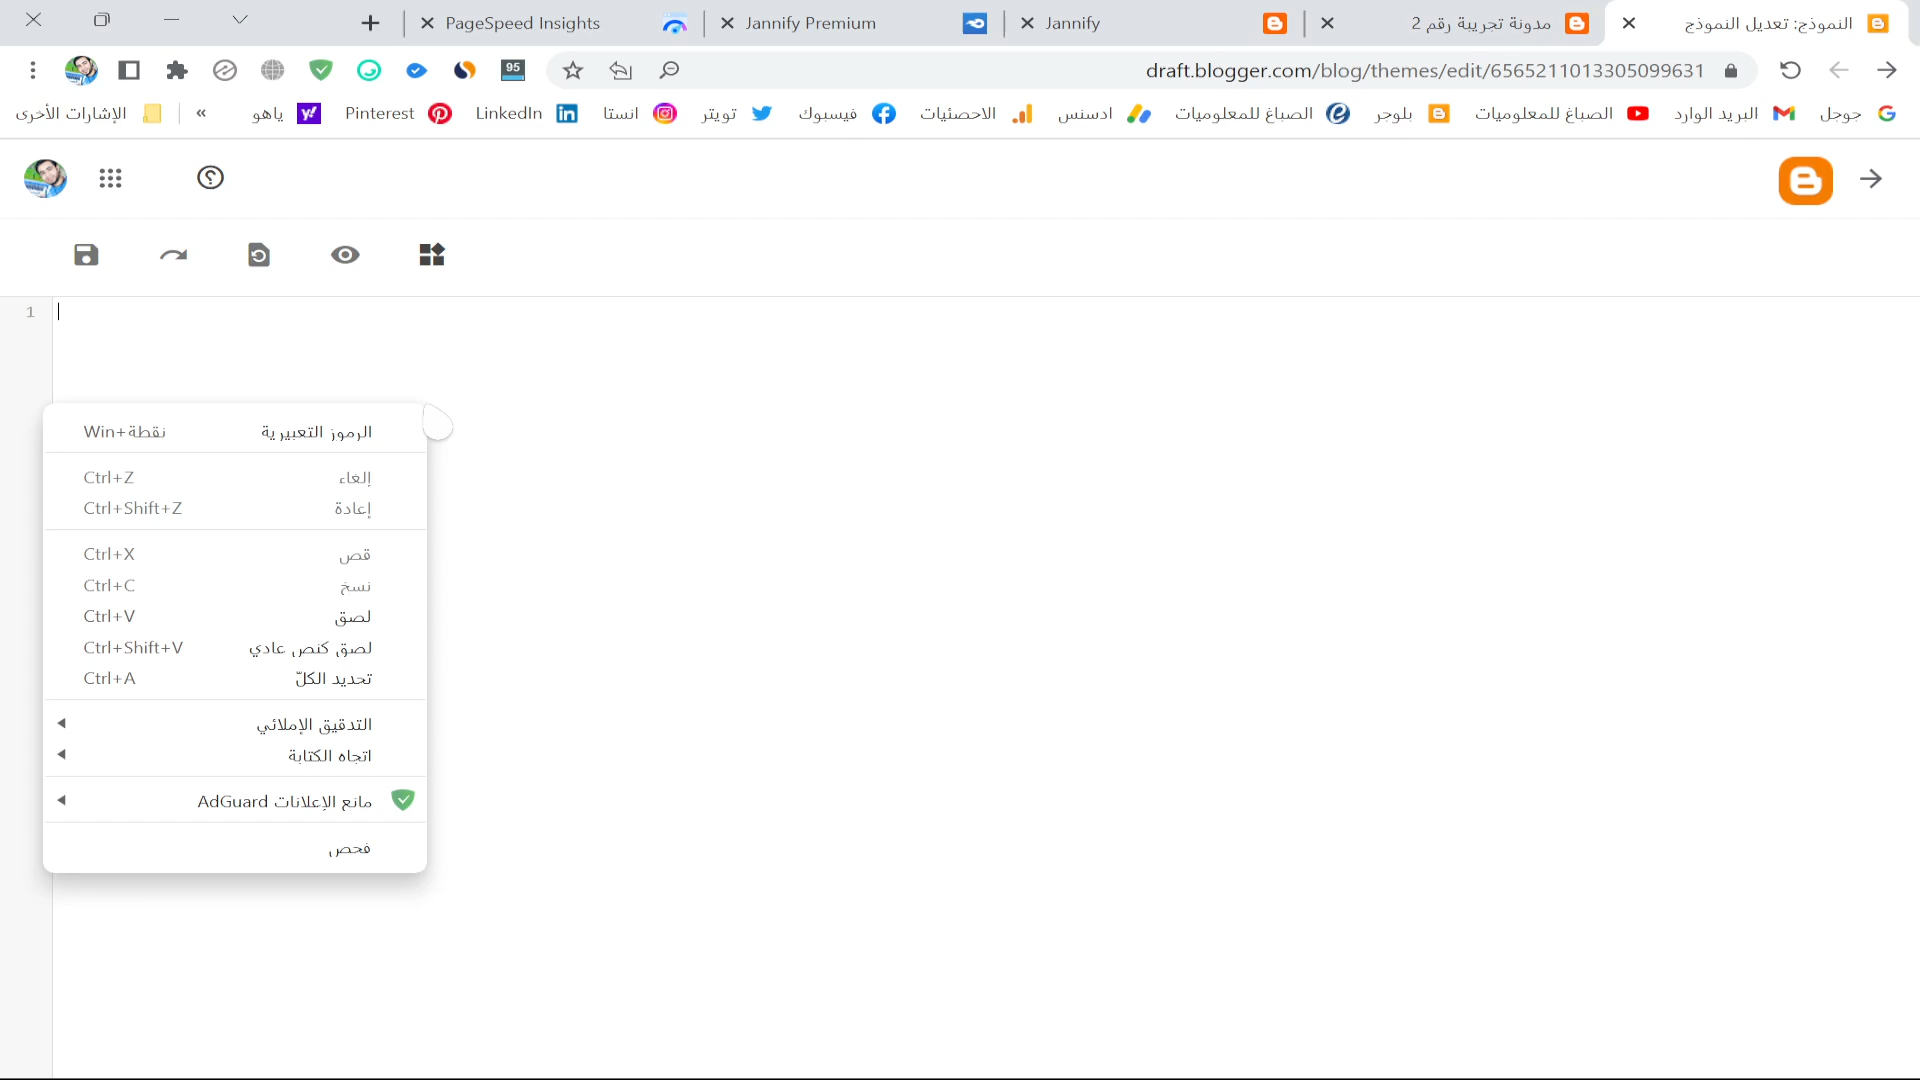 النموذج: تعديل النموذج
مدونة تجريبة رقم 2
Jannify
Jannify Premium
PageSpeed Insights
draft.blogger.com/blog/themes/edit/6565211013305099631
95
جوجل
البريد الوارد
الصباغ للمعلوميات
بلوجر
الصباغ للمعلوميات
ادسنس
الاحصئيات
فيسبوك
تويتر
انستا
LinkedIn
Pinterest
ياهو
»
الإشارات الأخرى
1
الرموز التعبيرية Win+نقطة
إلغاء Ctrl+Z
إعادة Ctrl+Shift+Z
قص Ctrl+X
نسخ Ctrl+C
لصق Ctrl+V
لصق كنص عادي Ctrl+Shift+V
تحديد الكلّ Ctrl+A
التدقيق الإملائي
اتجاه الكتابة
مانع الإعلانات AdGuard
فحص